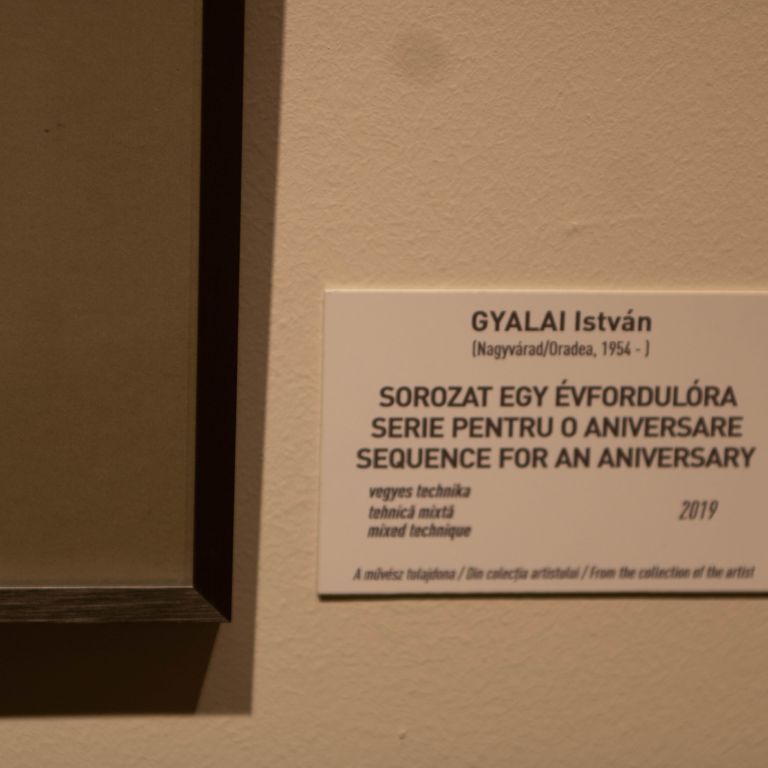 GYALAI István
(Nagyvárad/Oradea, 1954 - )
SOROZAT EGY ÉVFORDULÓRA
SERIE PENTRU O ANIVERSARE
SEQUENCE FOR AN ANIVERSARY
vegyes technika
tehnică mixtă
mixed technique
2019
A művész tulajdona / Din colecția artistului / From the collection of the artist